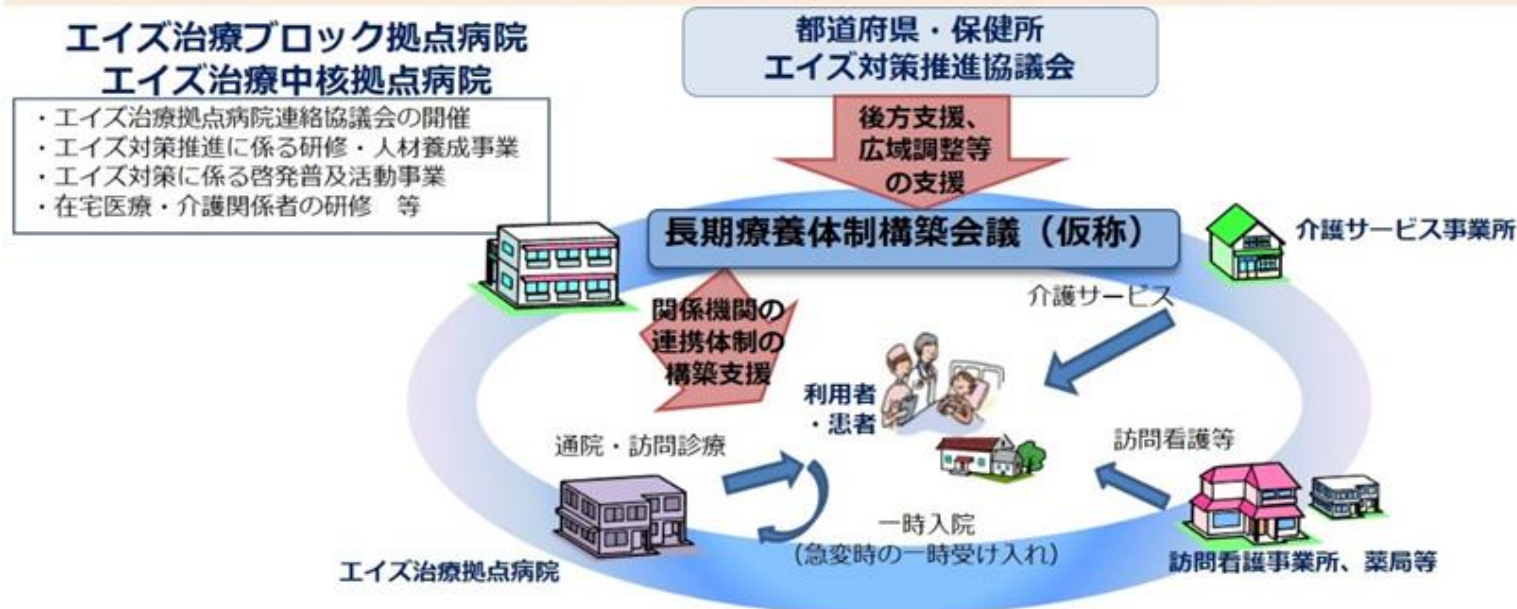 エイズ治療ブロック拠点病院
エイズ治療中核拠点病院
・エイズ治療拠点病院連絡協議会の開催
・エイズ対策推進に係る研修・人材養成事業
・エイズ対策に係る啓発普及活動事業
・在宅医療・介護関係者の研修　等
都道府県・保健所
エイズ対策推進協議会
後方支援、
広域調整等
の支援
長期療養体制構築会議（仮称）
介護サービス事業所
介護サービス
関係機関の
連携体制の
構築支援
利用者
・患者
通院・訪問診療
訪問看護等
一時入院
(急変時の一時受け入れ)
エイズ治療拠点病院
訪問看護事業所、薬局等